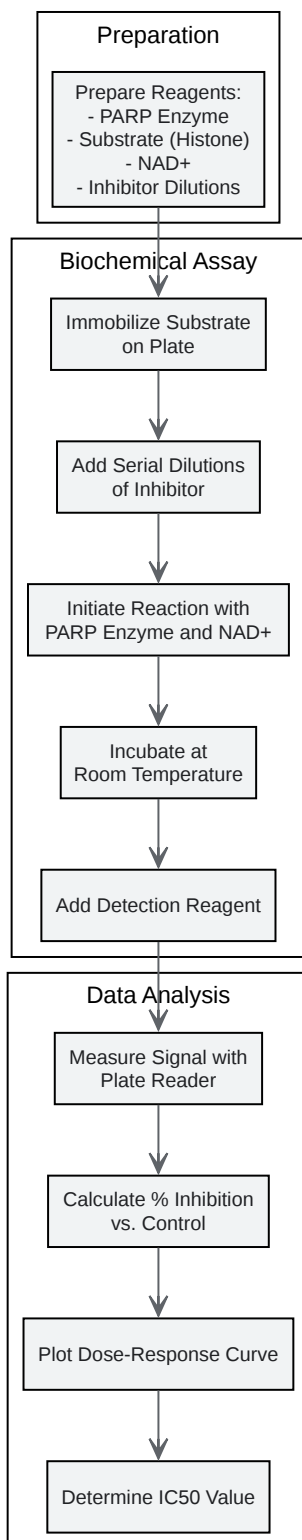 Preparation
Prepare Reagents:
- PARP Enzyme
- Substrate (Histone)
- NAD+
- Inhibitor Dilutions
Biochemical Assay
Immobilize Substrate
on Plate
Add Serial Dilutions
of Inhibitor
Initiate Reaction with
PARP Enzyme and NAD+
Incubate at
Room Temperature
Add Detection Reagent
Data Analysis
Measure Signal with
Plate Reader
Calculate % Inhibition
vs. Control
Plot Dose-Response Curve
Determine IC50 Value